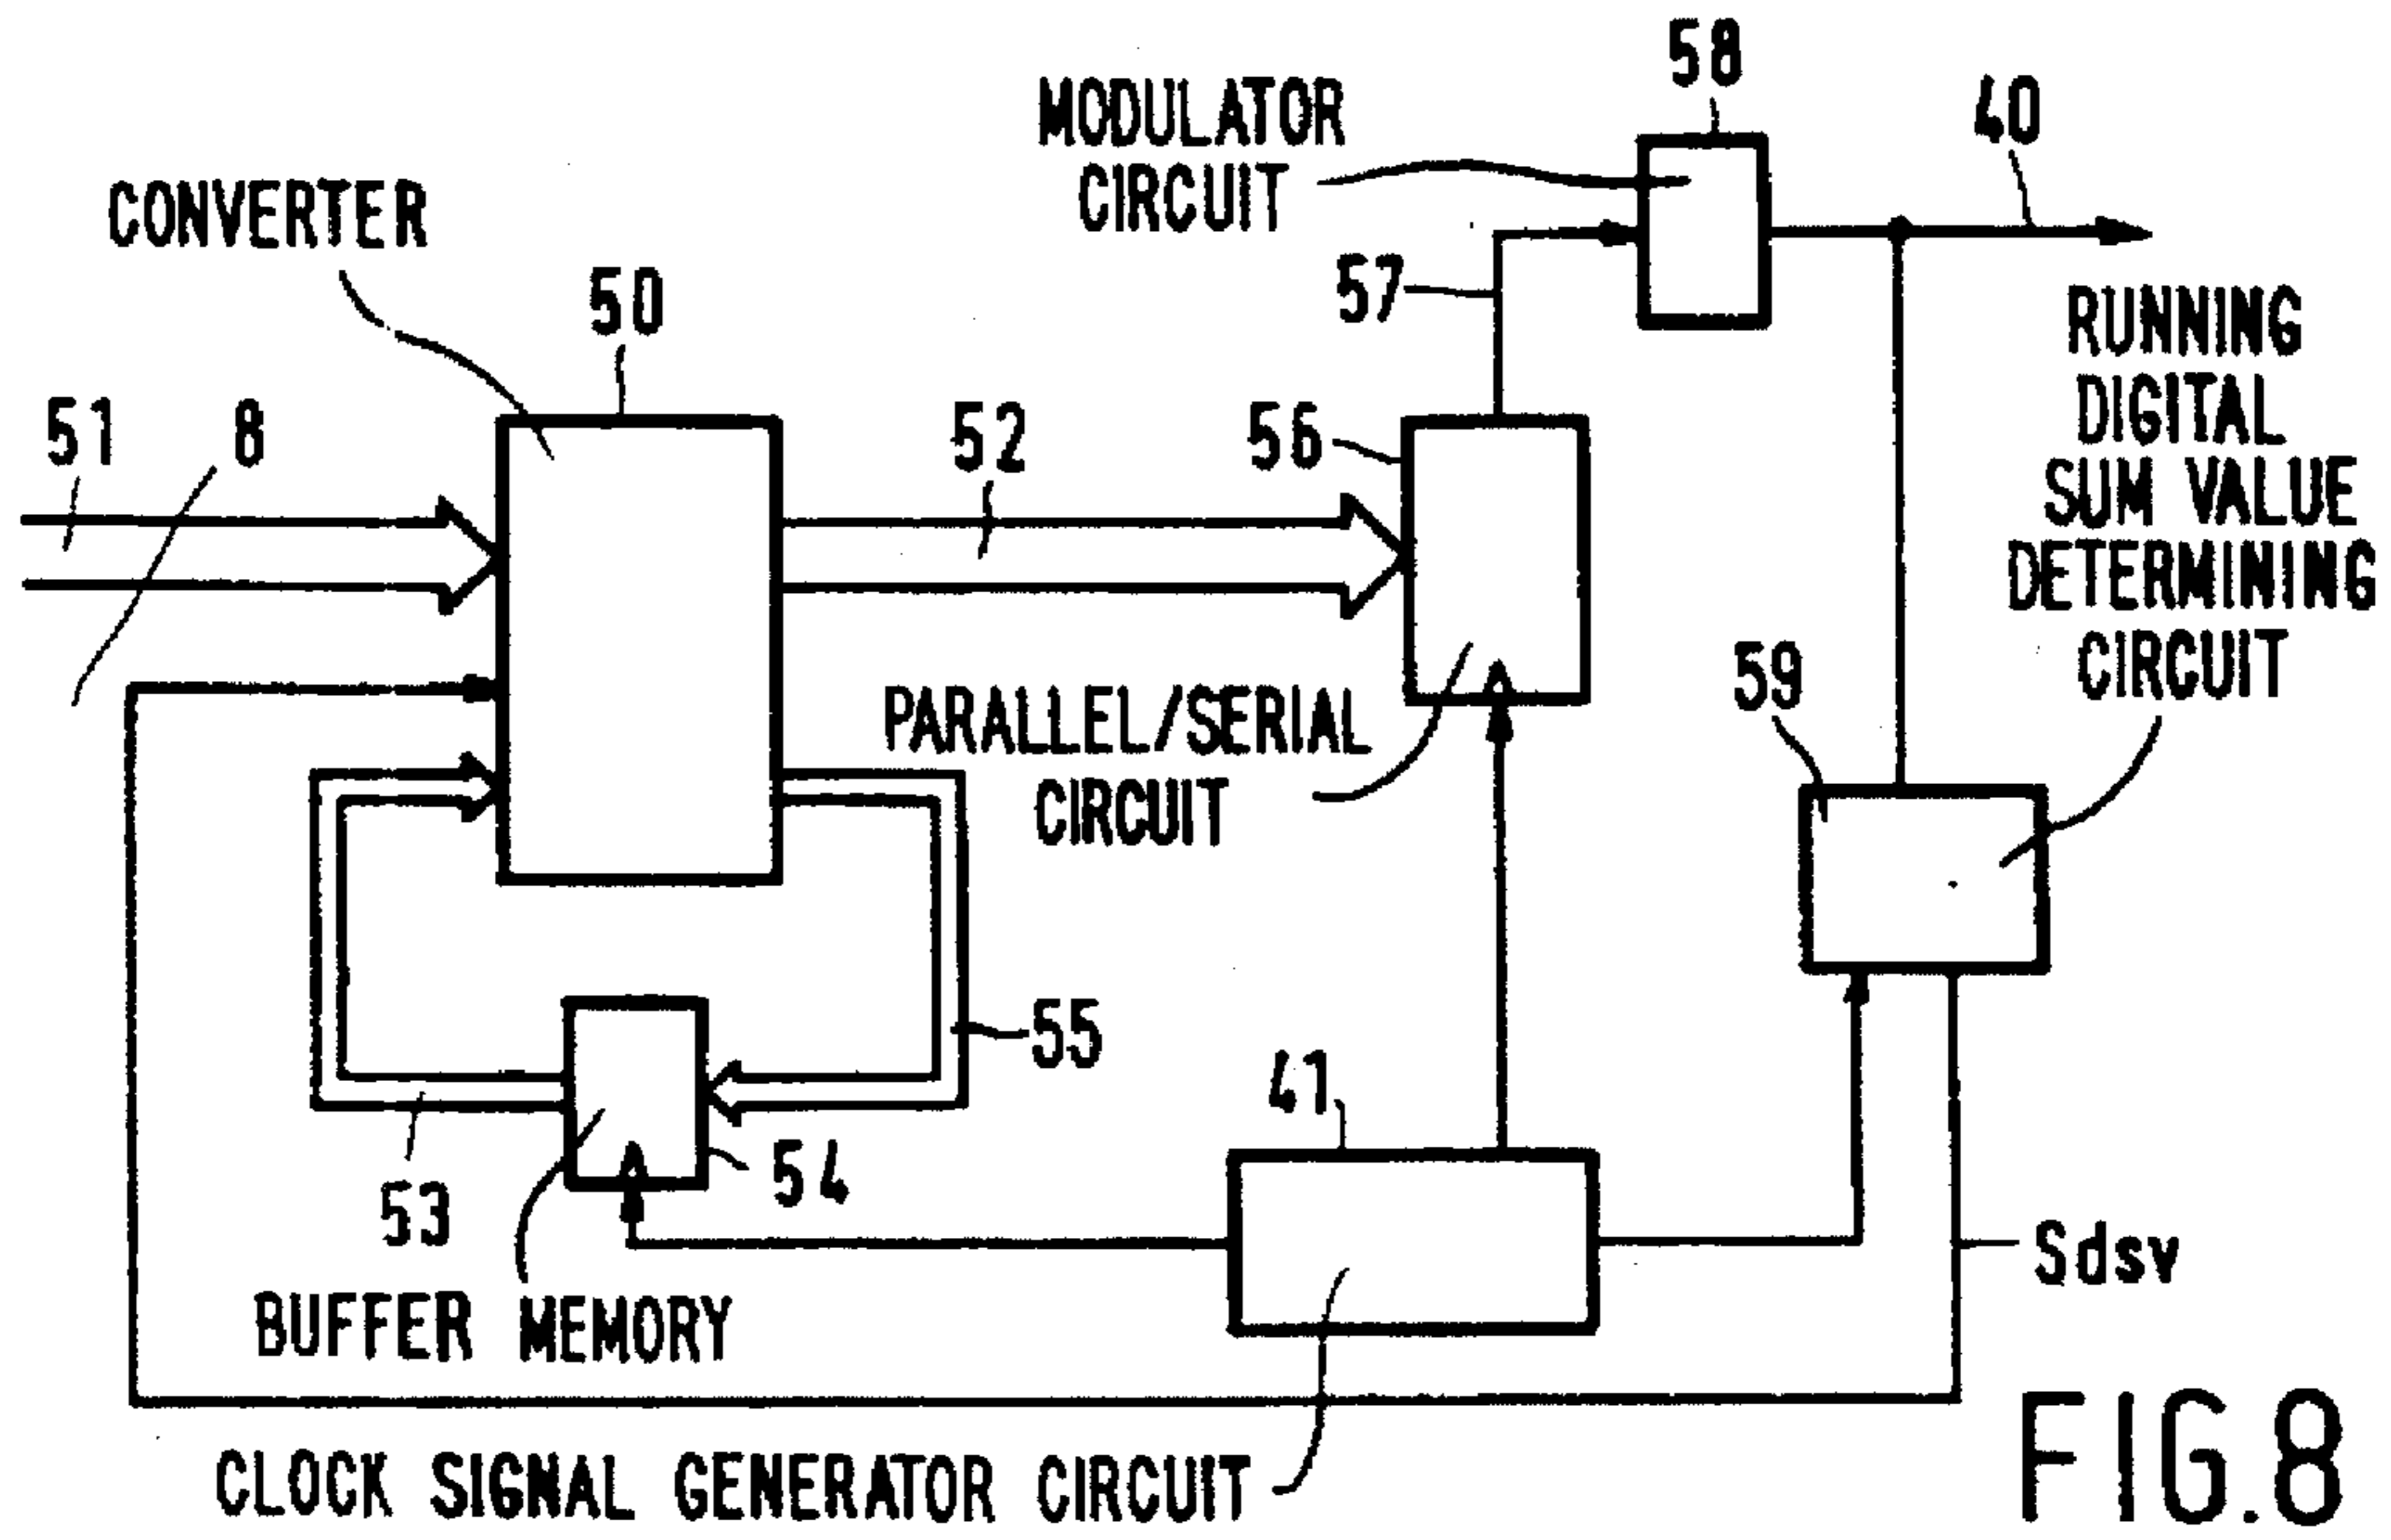 58
MODULATOR
CIRCUIT
40
CONVERTER
50
57
RUNNING
DIGITAL
SUM VALUE
DETERMINING
CIRCUIT
51
8
52
56
59
PARALLEL/SERIAL
CIRCUIT
55
41
54
53
Sdsv
BUFFER MEMORY
CLOCK SIGNAL GENERATOR CIRCUIT
FIG.8